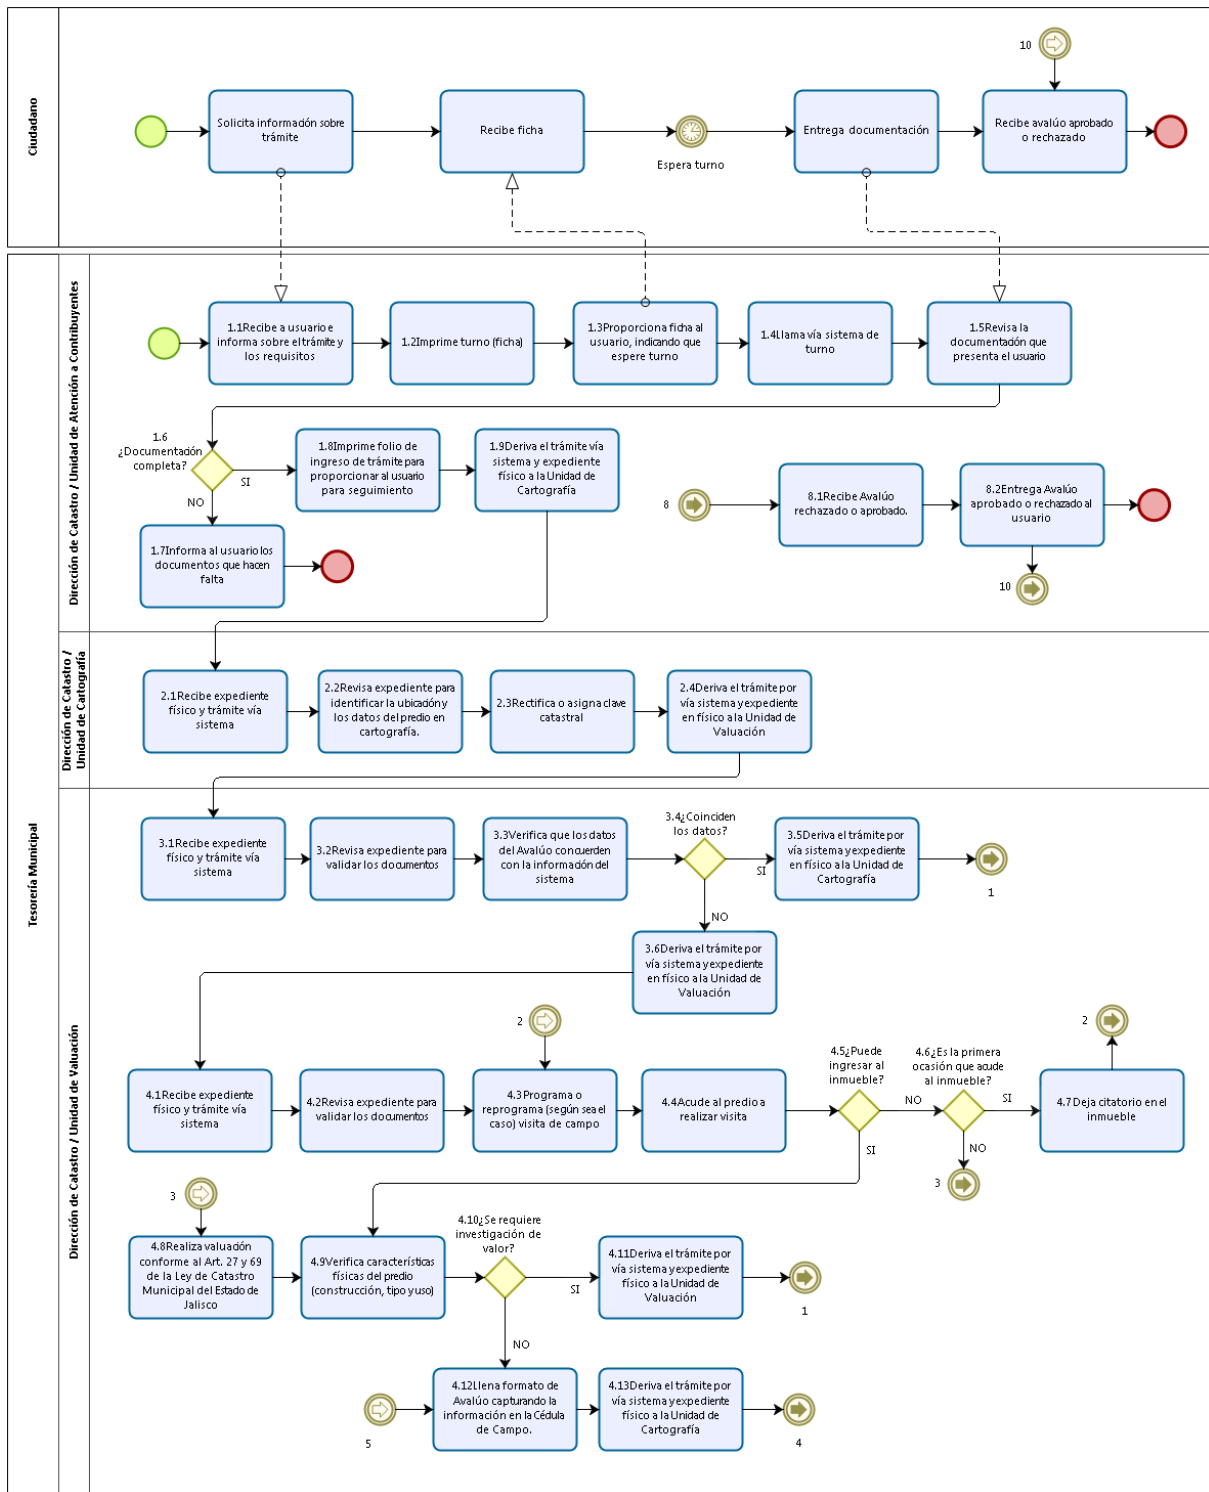 Ciudadano
10
Solicita información sobre
trámite
Recibe ficha
Espera turno
Entrega documentación
Recibe avalúo aprobado
o rechazado
Tesorería Municipal
Dirección de Catastro / Unidad de Atención a Contribuyentes
1.1Recibe a usuario e
informa sobre el trámite y
los requisitos
1.2Imprime turno (ficha)
1.3Proporciona ficha al
usuario, indicando que
espere turno
1.4Llama vía sistema de
turno
1.5Revisa la
documentación que
presenta el usuario
1.6
¿Documentación
completa?
SI
NO
1.8Imprime folio de
ingreso de trámite para
proporcionar al usuario
para seguimiento
1.9Deriva el trámite vía
sistema y expediente
físico a la Unidad de
Cartografía
1.7Informa al usuario los
documentos que hacen
falta
8
8.1Recibe Avalúo
rechazado o aprobado.
8.2Entrega Avalúo
aprobado o rechazado al
usuario
10
Dirección de Catastro /
Unidad de Cartografía
2.1Recibe expediente
físico y trámite vía
sistema
2.2Revisa expediente para
identificar la ubicación y
los datos del predio en
cartografía.
2.3Rectifica o asigna clave
catastral
2.4Deriva el trámite por
vía sistema y expediente
en físico a la Unidad de
Valuación
Dirección de Catastro / Unidad de Valuación
3.1Recibe expediente
físico y trámite vía
sistema
3.2Revisa expediente para
validar los documentos
3.3Verifica que los datos
del Avalúo concuerden
con la información del
sistema
3.4¿Coinciden
los datos?
SI
NO
3.5Deriva el trámite por
vía sistema y expediente
en físico a la Unidad de
Cartografía
1
3.6Deriva el trámite por
vía sistema y expediente
en físico a la Unidad de
Valuación
2
4.1Recibe expediente
físico y trámite vía
sistema
4.2Revisa expediente para
validar los documentos
4.3Programa o
reprograma (según sea el
caso) visita de campo
4.4Acude al predio a
realizar visita
4.5¿Puede
ingresar al
inmueble?
NO
SI
4.6¿Es la primera
ocasión que acude
al inmueble?
SI
NO
3
2
4.7 Deja citatorio en el
inmueble
3
4.8Realiza valuación
conforme al Art. 27 y 69
de la Ley de Catastro
Municipal del Estado de
Jalisco
4.9Verifica características
físicas del predio
(construcción, tipo y uso)
4.10¿Se requiere
investigación de
valor?
SI
NO
4.11Deriva el trámite por
vía sistema y expediente
físico a la Unidad de
Valuación
1
5
4.12Llena formato de
Avalúo capturando la
información en la Cédula
de Campo.
4.13Deriva el trámite por
vía sistema y expediente
físico a la Unidad de
Cartografía
4